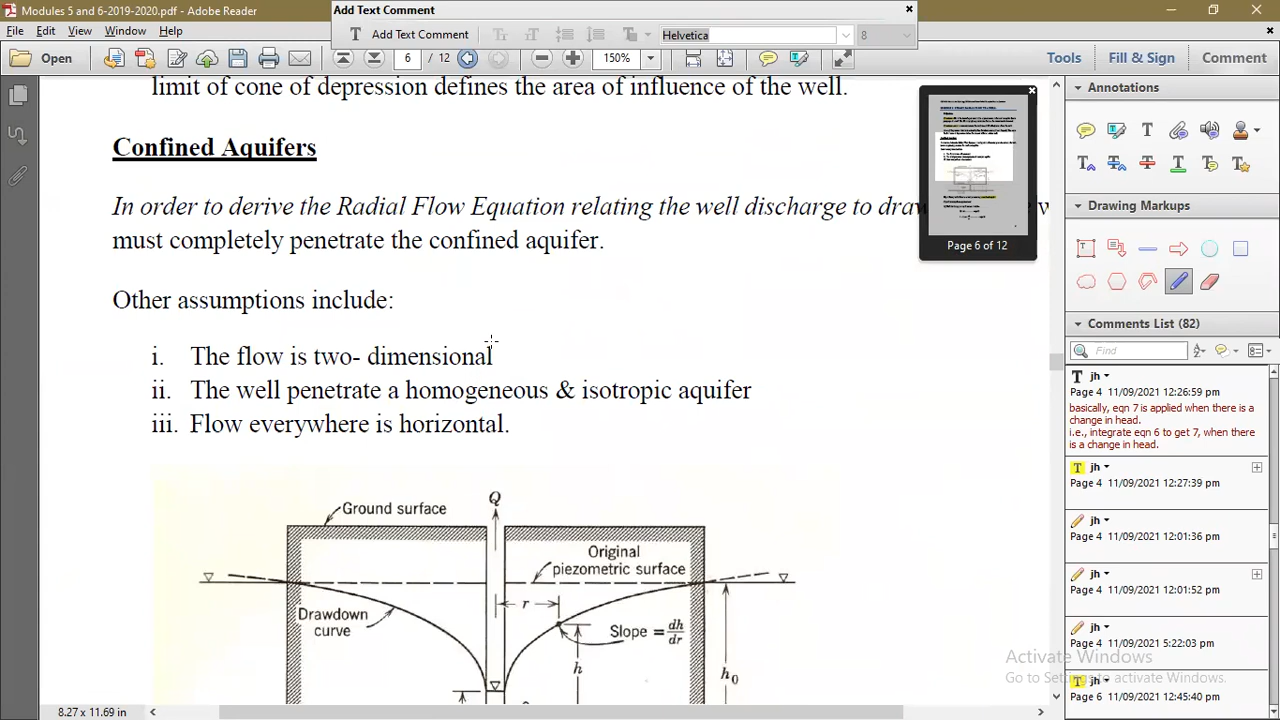 Modules 5 and 6-2019-2020.pdf - Adobe Reader
Add Text Comment
File Edit View Window Help
Add Text Comment
Helvetica
8
Open
6 / 12
150%
Tools
Fill & Sign
Comment
limit of cone of depression defines the area of influence of the well.
Confined Aquifers
In order to derive the Radial Flow Equation relating the well discharge to
must completely penetrate the confined aquifer.
Other assumptions include:
i. The flow is two- dimensional
ii. The well penetrate a homogeneous & isotropic aquifer
iii. Flow everywhere is horizontal.
Q
Ground surface
Original
piezometric surface
r
Drawdown
curve
Slope = dh/dr
h
h0
Page 6 of 12
Annotations
Drawing Markups
Comments List (82)
Find
jh
Page 4 11/09/2021 12:26:59 pm
basically, eqn 7 is applied when there is a
change in head.
i.e., integrate eqn 6 to get 7, when there
is a change in head.
jh
Page 4 11/09/2021 12:27:39 pm
jh
Page 4 11/09/2021 12:01:36 pm
jh
Page 4 11/09/2021 12:01:52 pm
jh
Page 4 11/09/2021 5:22:03 pm
jh
Page 6 11/09/2021 12:45:40 pm
Activate Windows
Go to Settings to activate Windows.
8.27 x 11.69 in